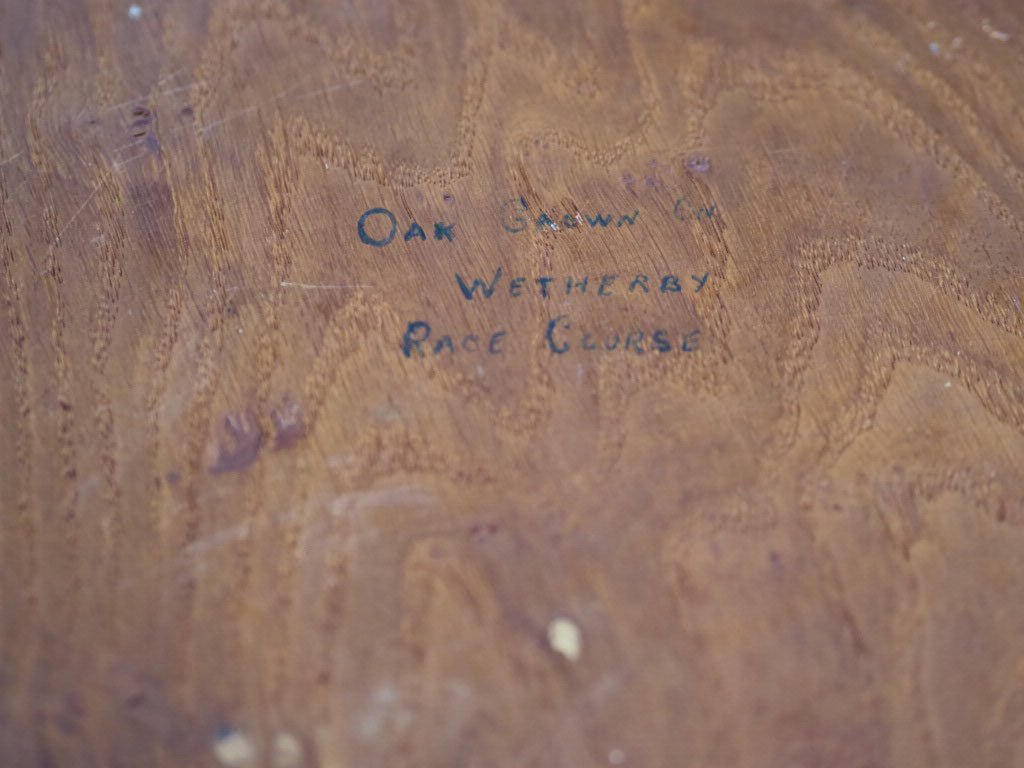 Oak Grown on
Wetherby
Race Course